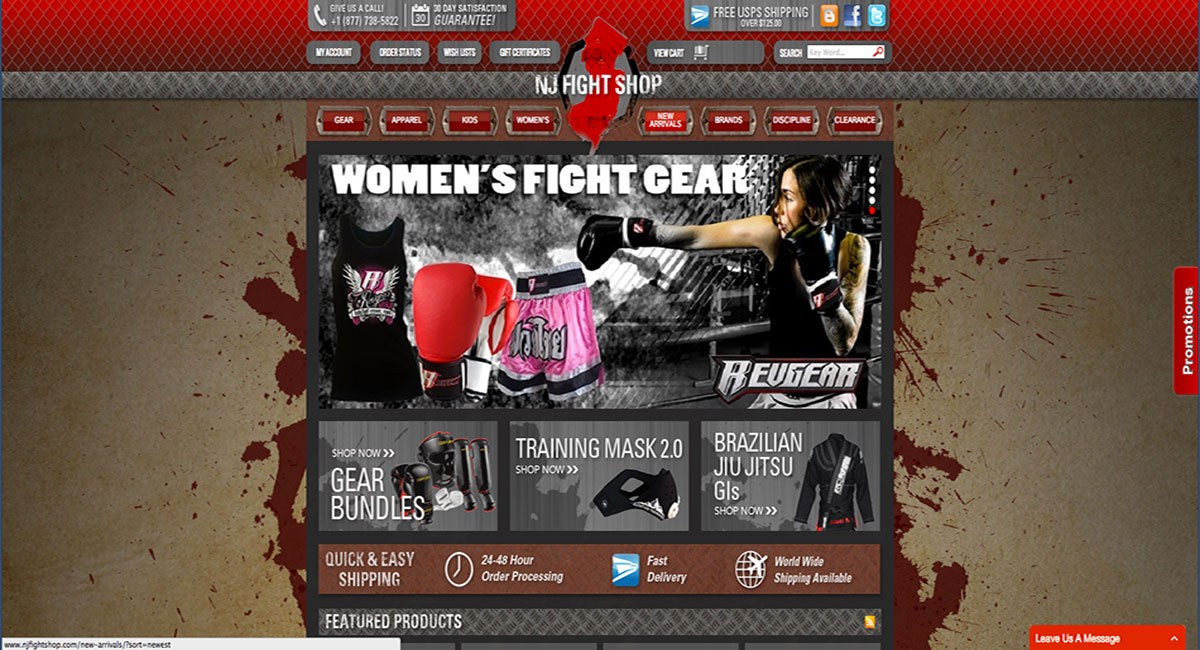 GIVE US A CALL!
+1 (877) 738-5822
30
30 DAY SATISFACTION
GUARANTEE!
FREE USPS SHIPPING
OVER $125.00
MY ACCOUNT
ORDER STATUS
WISH LISTS
GIFT CERTIFICATES
VIEW CART
SEARCH
Key Word...
NJ FIGHT SHOP
GEAR
APPAREL
KIDS
WOMEN'S
NEW
ARRIVALS
BRANDS
DISCIPLINE
CLEARANCE
WOMEN'S FIGHT GEAR
REVGEAR
Promotions
SHOP NOW
GEAR
BUNDLES
TRAINING MASK 2.0
SHOP NOW
BRAZILIAN
JIU JITSU
GIs
SHOP NOW
QUICK & EASY
SHIPPING
24-48 Hour
Order Processing
Fast
Delivery
World Wide
Shipping Available
FEATURED PRODUCTS
www.njfightshop.com/new-arrivals/?sort=newest
Leave Us A Message